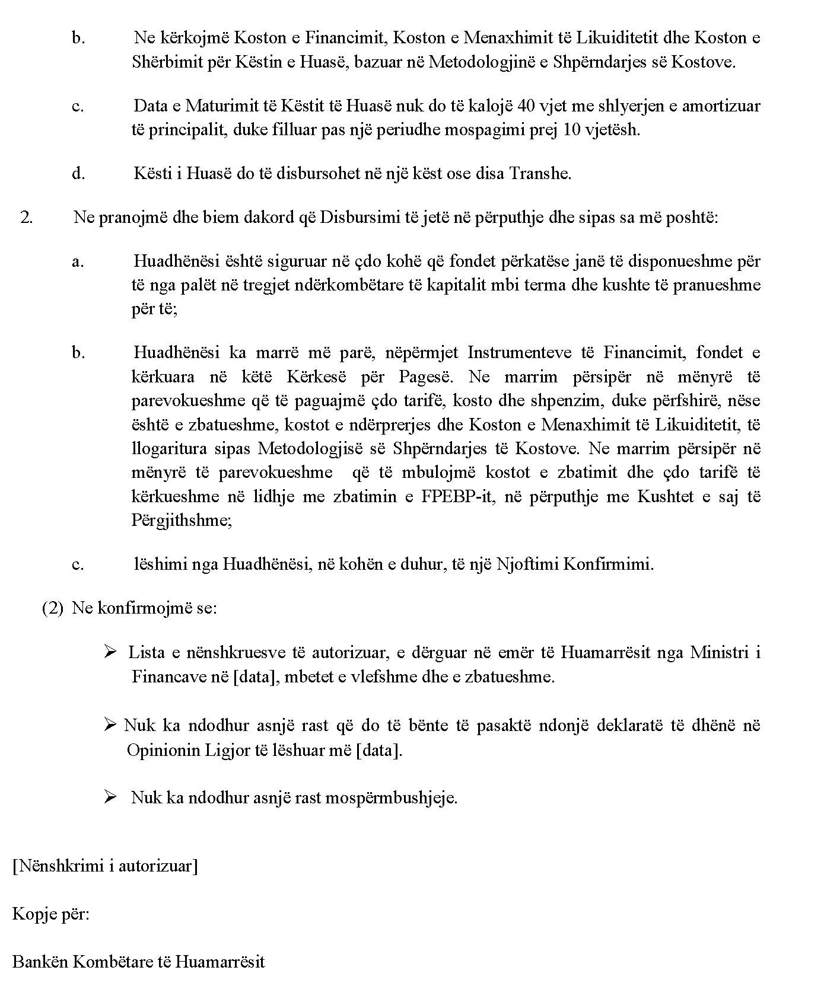 b. Ne kërkojmë Koston e Financimit, Koston e Menaxhimit të Likuiditetit dhe Koston e
Shërbimit për Këstin e Huasë, bazuar në Metodologjinë e Shpërndarjes së Kostove.
c. Data e Maturimit të Këstit të Huasë nuk do të kalojë 40 vjet me shlyerjen e amortizuar
të principalit, duke filluar pas një periudhe mospagimi prej 10 vjetësh.
d. Kësti i Huasë do të disbursohet në një këst ose disa Transhe.
2. Ne pranojmë dhe biem dakord që Disbursimi të jetë në përputhje dhe sipas sa më poshtë:
a. Huadhënësi është siguruar në çdo kohë që fondet përkatëse janë të disponueshme për
të nga palët në tregjet ndërkombëtare të kapitalit mbi terma dhe kushte të pranueshme
për të;
b. Huadhënësi ka marrë më parë, nëpërmjet Instrumenteve të Financimit, fondet e
kërkuara në këtë Kërkesë për Pagesë. Ne marrim përsipër në mënyrë të
parevokueshme që të paguajmë çdo tarifë, kosto dhe shpenzim, duke përfshirë, nëse
është e zbatueshme, kostot e ndërprerjes dhe Koston e Menaxhimit të Likuiditetit, të
llogaritura sipas Metodologjisë së Shpërndarjes të Kostove. Ne marrim përsipër në
mënyrë të parevokueshme që të mbulojmë kostot e zbatimit dhe çdo tarifë të
kërkueshme në lidhje me zbatimin e FPEBP-it, në përputhje me Kushtet e saj të
Përgjithshme;
c. lëshimi nga Huadhënësi, në kohën e duhur, të një Njoftimi Konfirmimi.
(2) Ne konfirmojmë se:
➢ Lista e nënshkruesve të autorizuar, e dërguar në emër të Huamarrësit nga Ministri i
Financave në [data], mbetet e vlefshme dhe e zbatueshme.
➢ Nuk ka ndodhur asnjë rast që do të bënte të pasaktë ndonjë deklaratë të dhënë në
Opinionin Ligjor të lëshuar më [data].
➢ Nuk ka ndodhur asnjë rast mospërmbushjeje.
[Nënshkrimi i autorizuar]
Kopje për:
Bankën Kombëtare të Huamarrësit